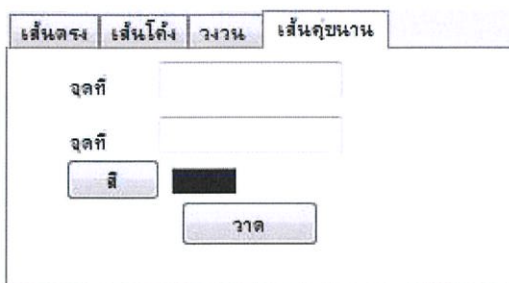 เส้นตรง เส้นโค้ง วงวน เส้นคู่ขนาน
จุดที่
จุดที่
สี
วาด